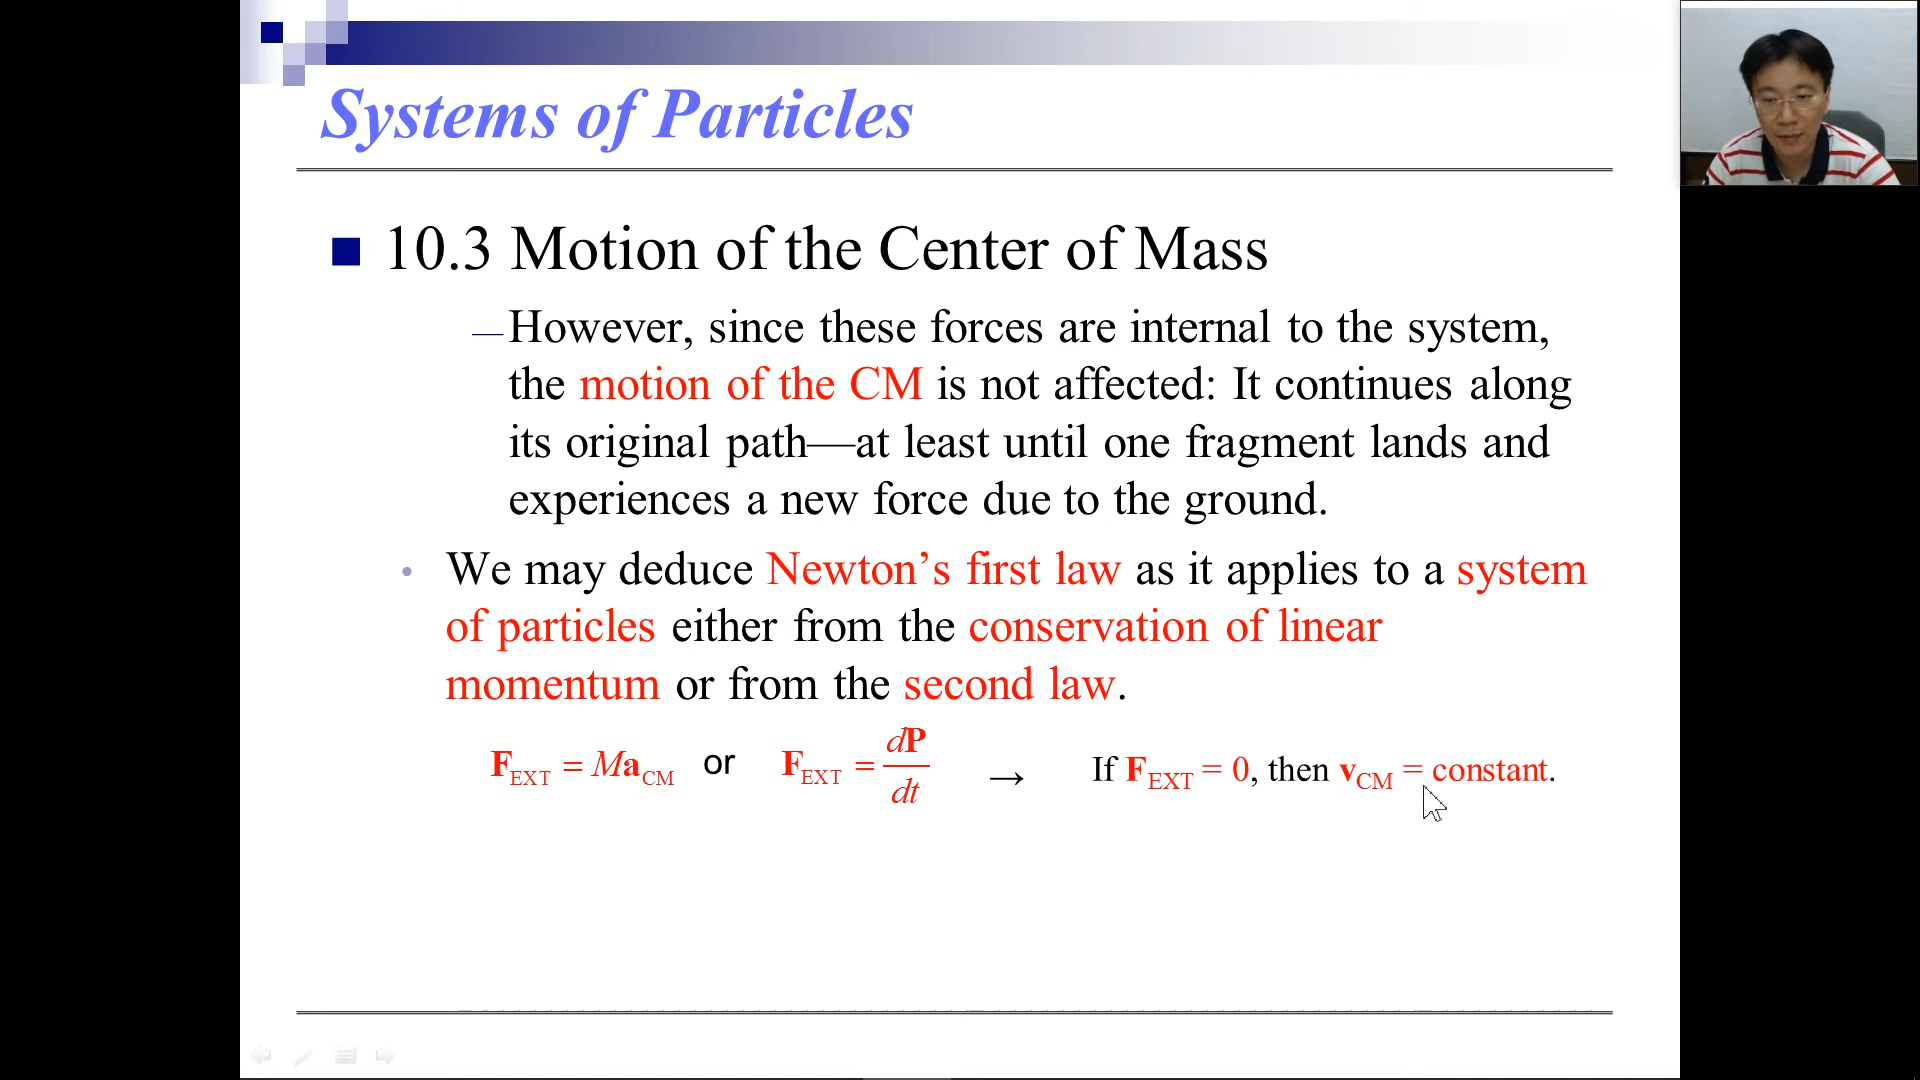 Systems of Particles
■ 10.3 Motion of the Center of Mass
—However, since these forces are internal to the system,
the motion of the CM is not affected: It continues along
its original path—at least until one fragment lands and
experiences a new force due to the ground.
• We may deduce Newton’s first law as it applies to a system
of particles either from the conservation of linear
momentum or from the second law.
F_EXT = Ma_CM or F_EXT = dP/dt → If F_EXT = 0, then v_CM = constant.